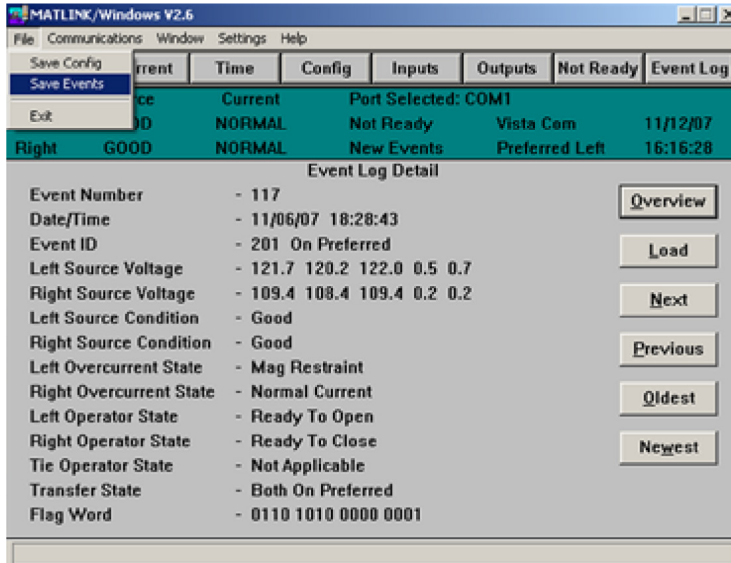 MATLINK/Windows V2.6
File Communications Window Settings Help
Save Config
Save Events
Exit
rrent Time Config Inputs Outputs Not Ready Event Log
rce Current Port Selected: COM1
OD NORMAL Not Ready Vista Com 11/12/07
Right GOOD NORMAL New Events Preferred Left 16:16:28
Event Log Detail
Event Number - 117
Date/Time - 11/06/07 18:28:43
Event ID - 201 On Preferred
Left Source Voltage - 121.7 120.2 122.0 0.5 0.7
Right Source Voltage - 109.4 108.4 109.4 0.2 0.2
Left Source Condition - Good
Right Source Condition - Good
Left Overcurrent State - Mag Restraint
Right Overcurrent State - Normal Current
Left Operator State - Ready To Open
Right Operator State - Ready To Close
Tie Operator State - Not Applicable
Transfer State - Both On Preferred
Flag Word - 0110 1010 0000 0001
Overview
Load
Next
Previous
Oldest
Newest